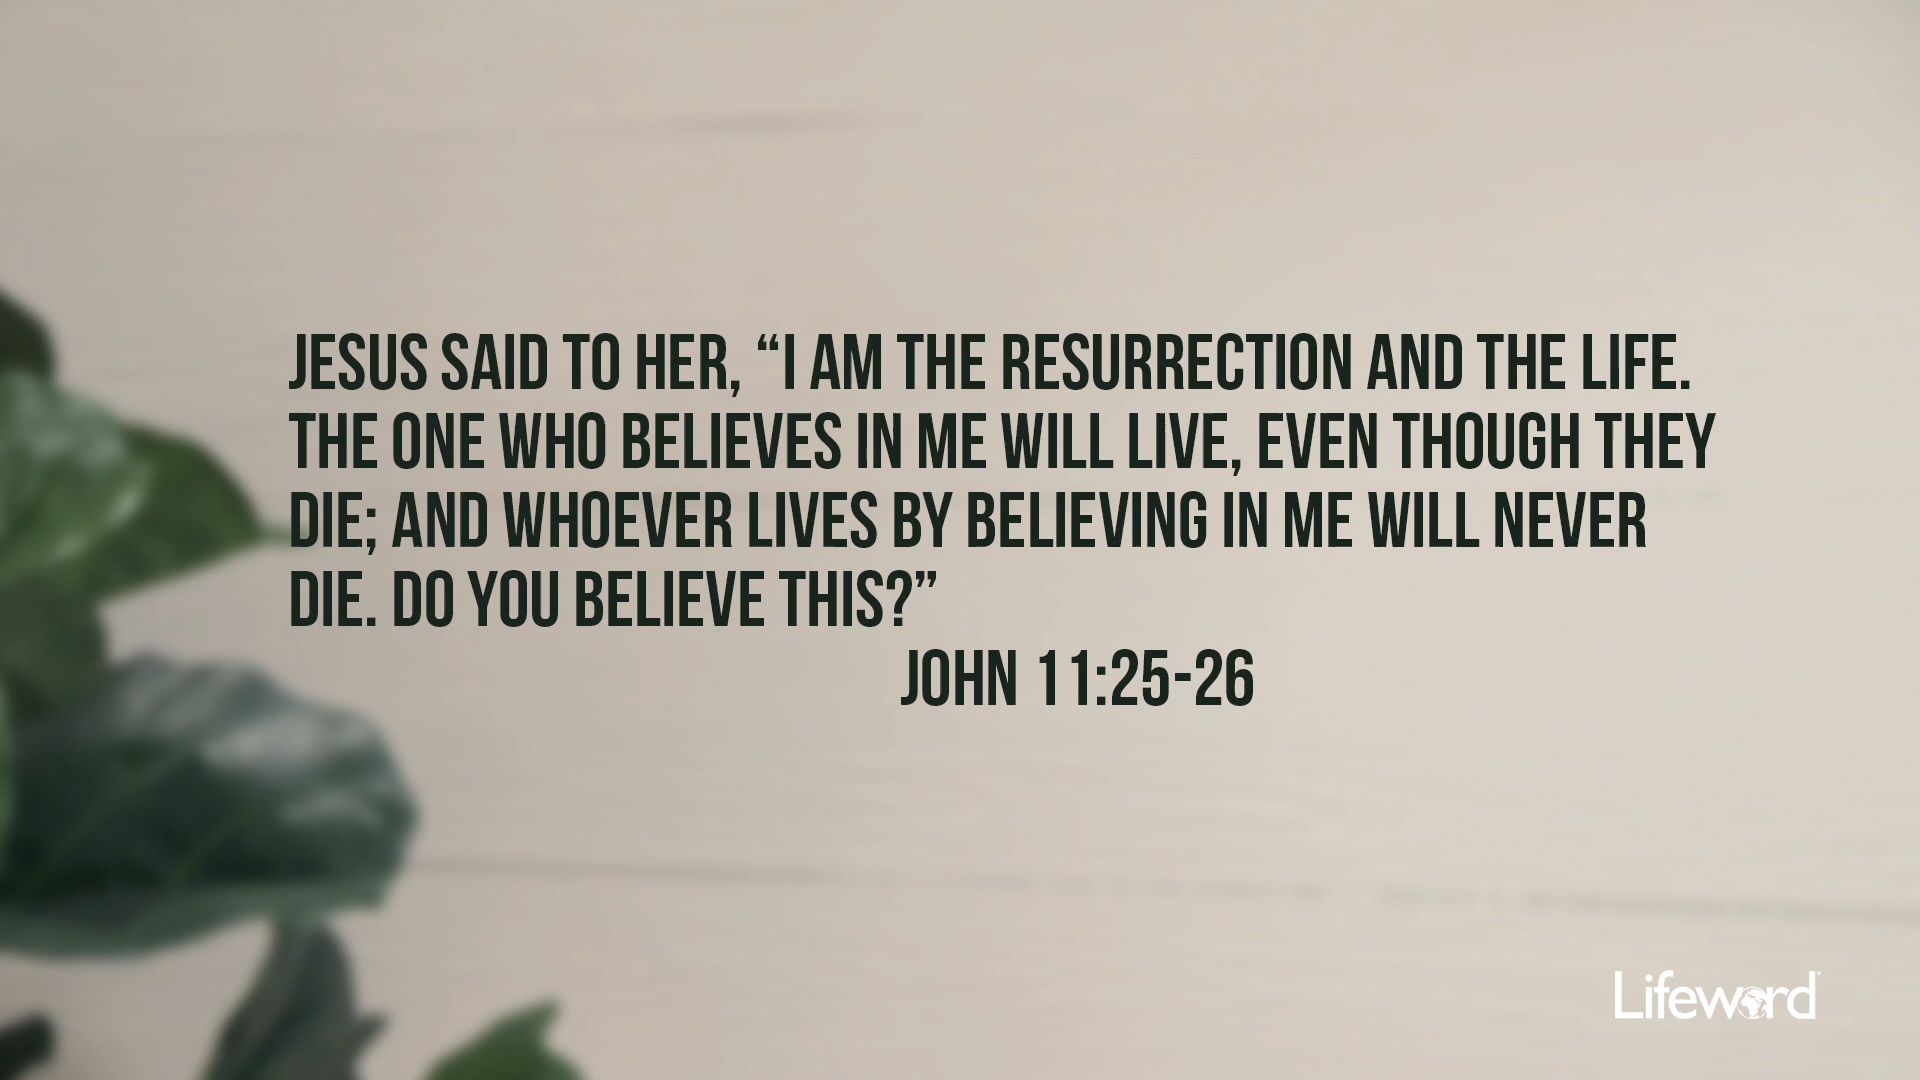 JESUS SAID TO HER, “I AM THE RESURRECTION AND THE LIFE.
THE ONE WHO BELIEVES IN ME WILL LIVE, EVEN THOUGH THEY
DIE; AND WHOEVER LIVES BY BELIEVING IN ME WILL NEVER
DIE. DO YOU BELIEVE THIS?”
JOHN 11:25-26
Lifeword